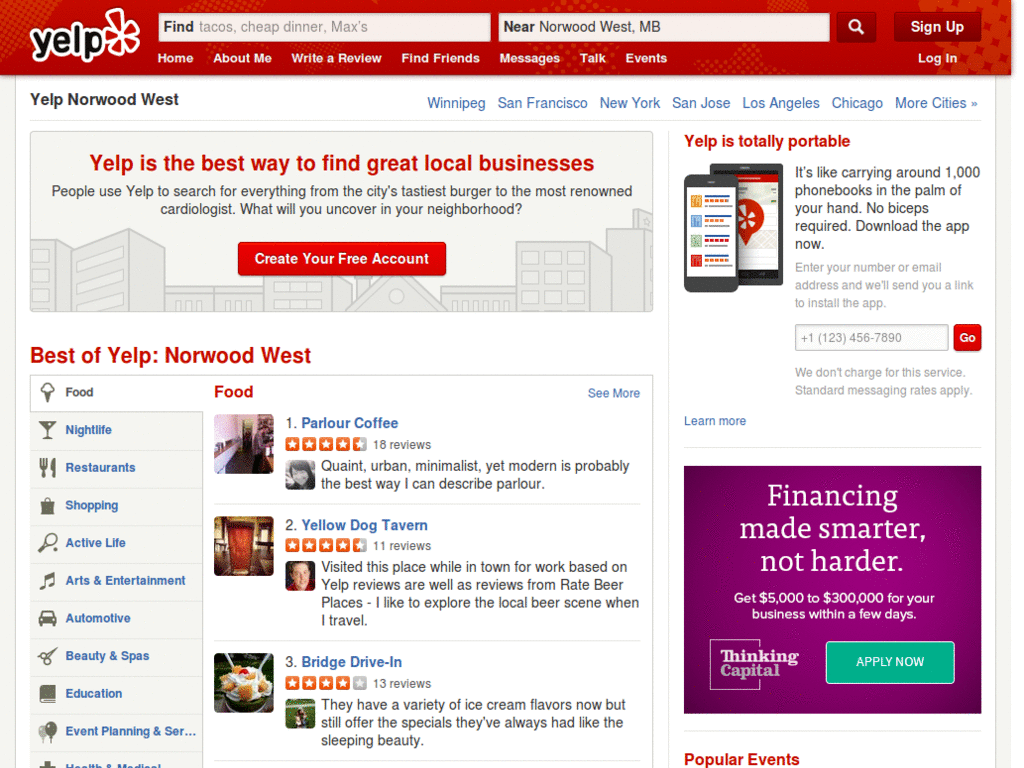 yelp
Find tacos, cheap dinner, Max's
Near Norwood West, MB
Sign Up
Home About Me Write a Review Find Friends Messages Talk Events
Log In
Yelp Norwood West
Winnipeg San Francisco New York San Jose Los Angeles Chicago More Cities »
Yelp is the best way to find great local businesses
People use Yelp to search for everything from the city's tastiest burger to the most renowned
cardiologist. What will you uncover in your neighborhood?
Create Your Free Account
Best of Yelp: Norwood West
Food
Nightlife
Restaurants
Shopping
Active Life
Arts & Entertainment
Automotive
Beauty & Spas
Education
Event Planning & Ser...
Health & Medical
Food
See More
1. Parlour Coffee
18 reviews
Quaint, urban, minimalist, yet modern is probably
the best way I can describe parlour.
2. Yellow Dog Tavern
11 reviews
Visited this place while in town for work based on
Yelp reviews are well as reviews from Rate Beer
Places - I like to explore the local beer scene when
I travel.
3. Bridge Drive-In
13 reviews
They have a variety of ice cream flavors now but
still offer the specials they've always had like the
sleeping beauty.
Yelp is totally portable
It's like carrying around 1,000
phonebooks in the palm of
your hand. No biceps
required. Download the app
now.
Enter your number or email
address and we'll send you a link
to install the app.
+1 (123) 456-7890
Go
We don't charge for this service.
Standard messaging rates apply.
Learn more
Financing
made smarter,
not harder.
Get $5,000 to $300,000 for your
business within a few days.
Thinking
Capital
APPLY NOW
Popular Events